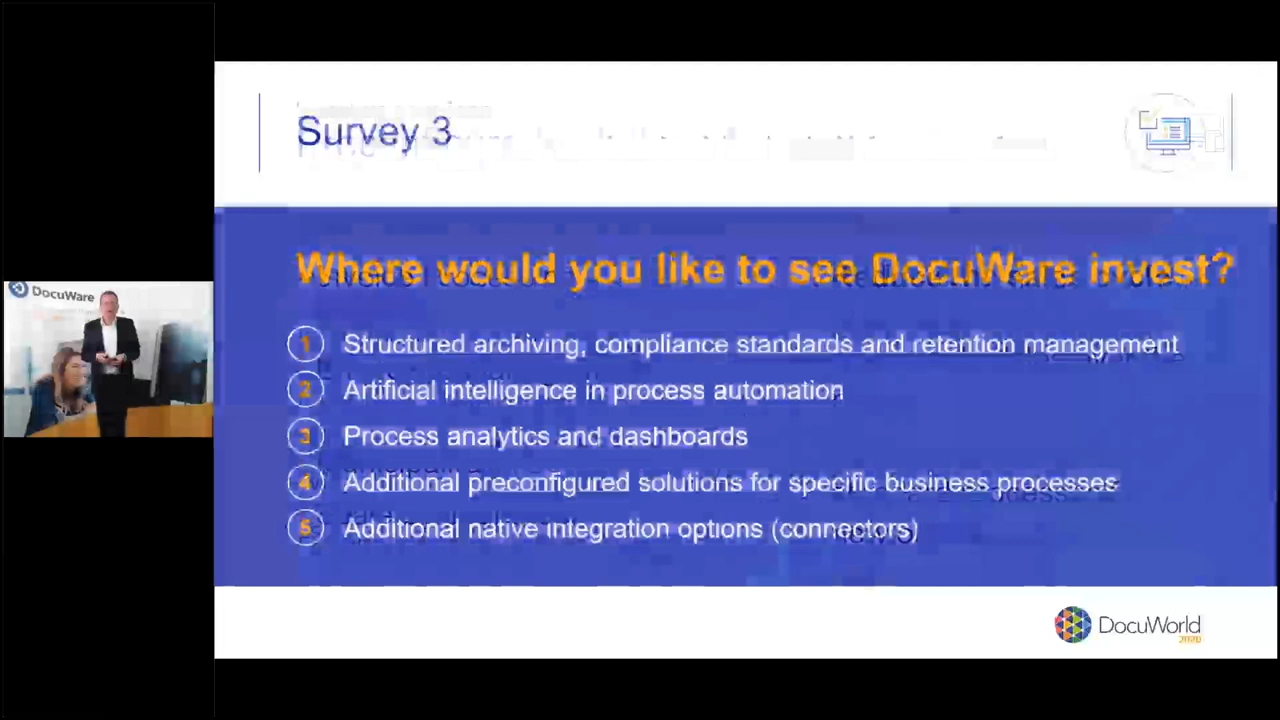 Survey 3
Where would you like to see DocuWare invest?
1 Structured archiving, compliance standards and retention management
2 Artificial intelligence in process automation
3 Process analytics and dashboards
4 Additional preconfigured solutions for specific business processes
5 Additional native integration options (connectors)
DocuWare
DocuWorld
2020